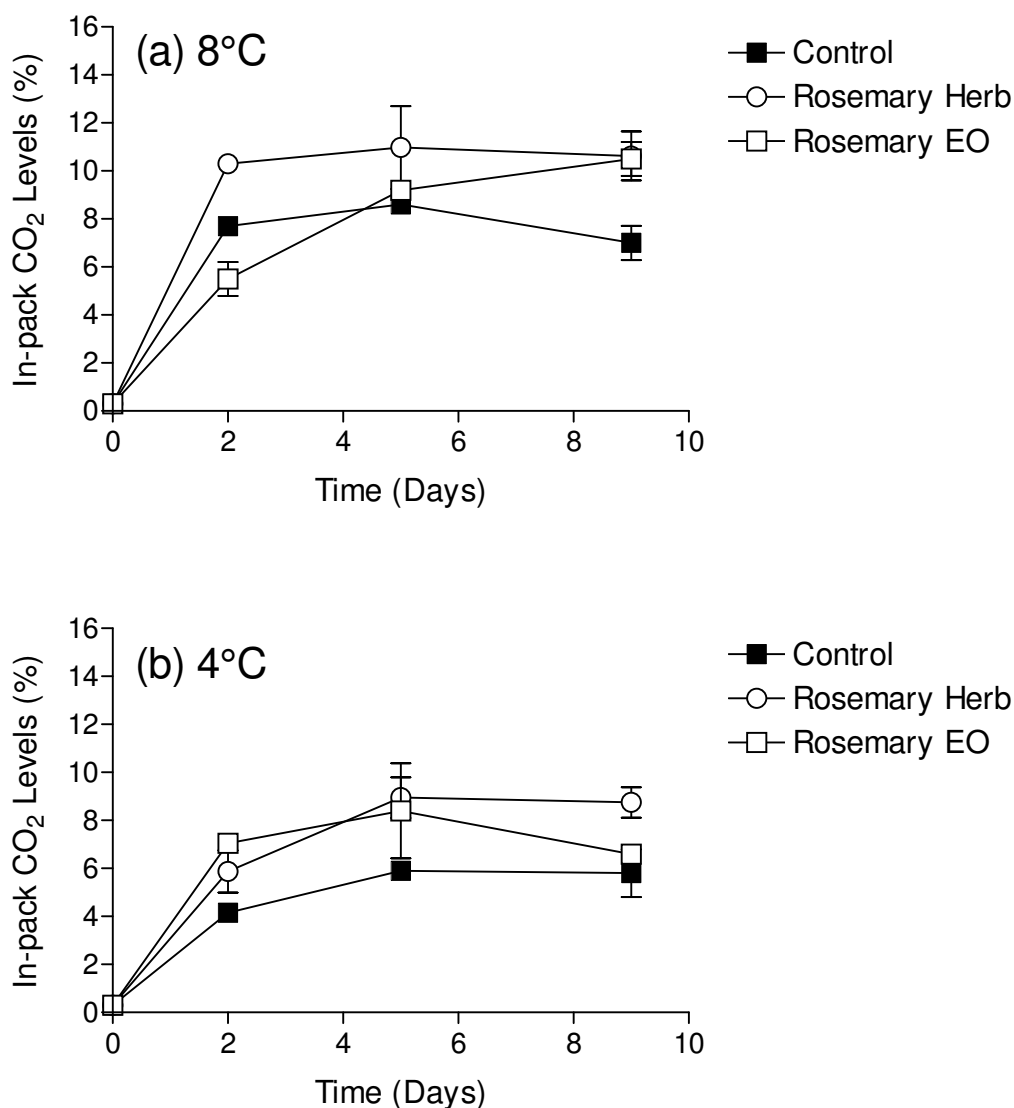 (a) 8°C
In-pack CO₂ Levels (%)
16
14
12
10
8
6
4
2
0
0 2 4 6 8 10
Time (Days)
Control
Rosemary Herb
Rosemary EO
(b) 4°C
In-pack CO₂ Levels (%)
16
14
12
10
8
6
4
2
0
0 2 4 6 8 10
Time (Days)
Control
Rosemary Herb
Rosemary EO